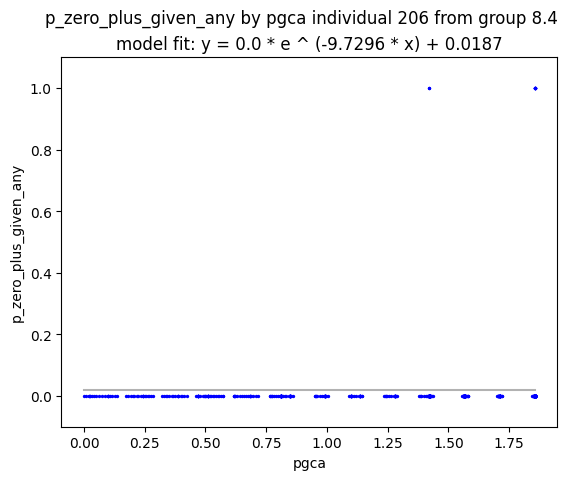 p_zero_plus_given_any by pgca individual 206 from group 8.4
model fit: y = 0.0 * e ^ (-9.7296 * x) + 0.0187
p_zero_plus_given_any
1.0
0.8
0.6
0.4
0.2
0.0
0.00 0.25 0.50 0.75 1.00 1.25 1.50 1.75
pgca